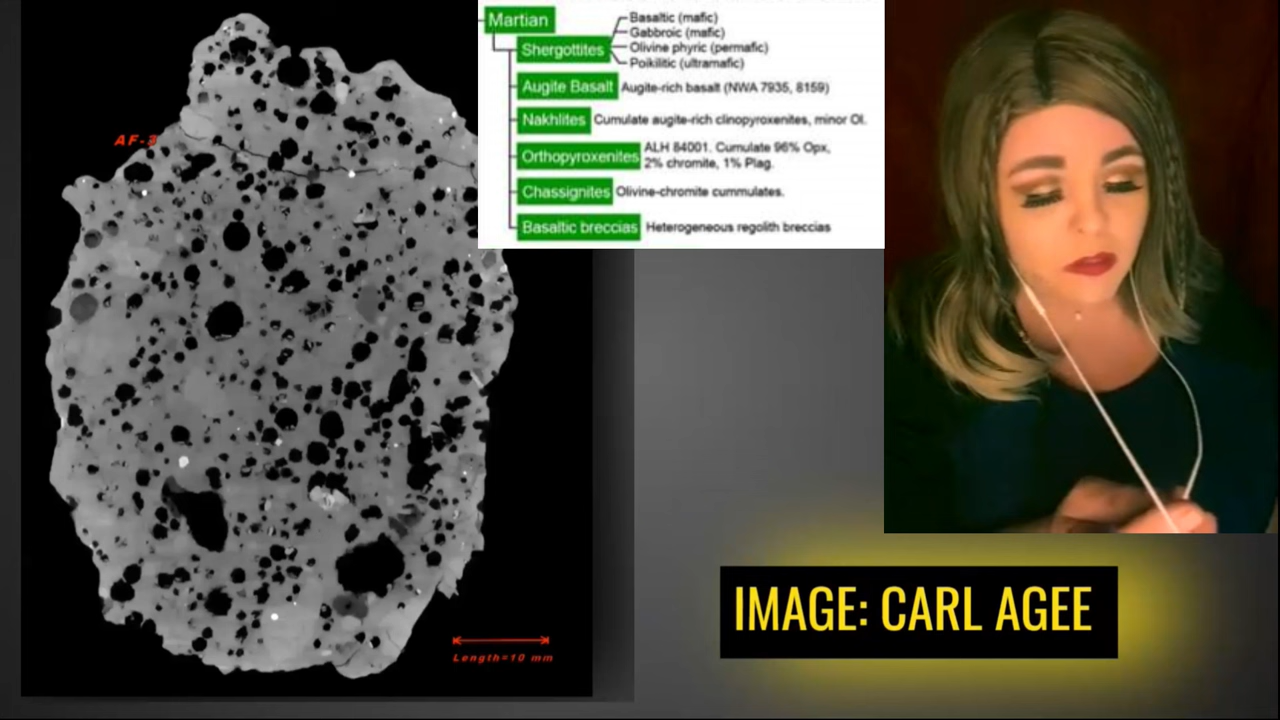 AF-3
Martian
Shergottites
Basaltic (mafic)
Gabbroic (mafic)
Olivine phyric (permafic)
Poikilitic (ultramafic)
Augite Basalt Augite-rich basalt (NWA 7935, 8159)
Nakhlites Cumulate augite-rich clinopyroxenites, minor Ol.
Orthopyroxenites ALH 84001. Cumulate 96% Opx,
2% chromite, 1% Plag.
Chassignites Olivine-chromite cummulates.
Basaltic breccias Heterogeneous regolith breccias
Length=10 mm
IMAGE: CARL AGEE